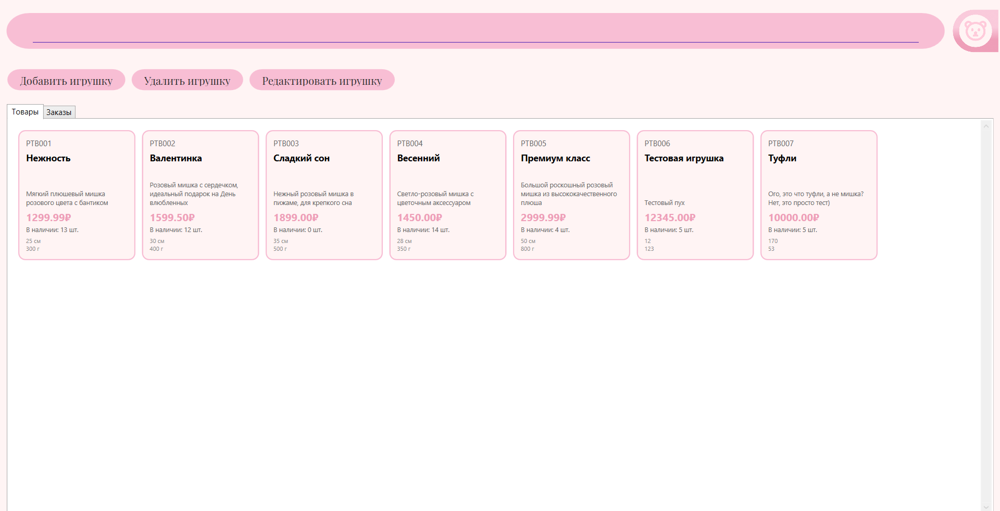 Добавить игрушку
Удалить игрушку
Редактировать игрушку
Товары
Заказы
PTB001
Нежность
Мягкий плюшевый мишка
розового цвета с бантиком
1299.99₽
В наличии: 13 шт.
25 см
300 г
PTB002
Валентинка
Розовый мишка с сердечком,
идеальный подарок на День
влюбленных
1599.50₽
В наличии: 12 шт.
30 см
400 г
PTB003
Сладкий сон
Нежный розовый мишка в
пижаме, для крепкого сна
1899.00₽
В наличии: 0 шт.
35 см
500 г
PTB004
Весенний
Светло-розовый мишка с
цветочным аксессуаром
1450.00₽
В наличии: 14 шт.
28 см
350 г
PTB005
Премиум класс
Большой роскошный розовый
мишка из высококачественного
плюша
2999.99₽
В наличии: 4 шт.
50 см
800 г
PTB006
Тестовая игрушка
Тестовый пух
12345.00₽
В наличии: 5 шт.
12
123
PTB007
Туфли
Ого, это что туфли, а не мишка?
Нет, это просто тест)
10000.00₽
В наличии: 5 шт.
170
53